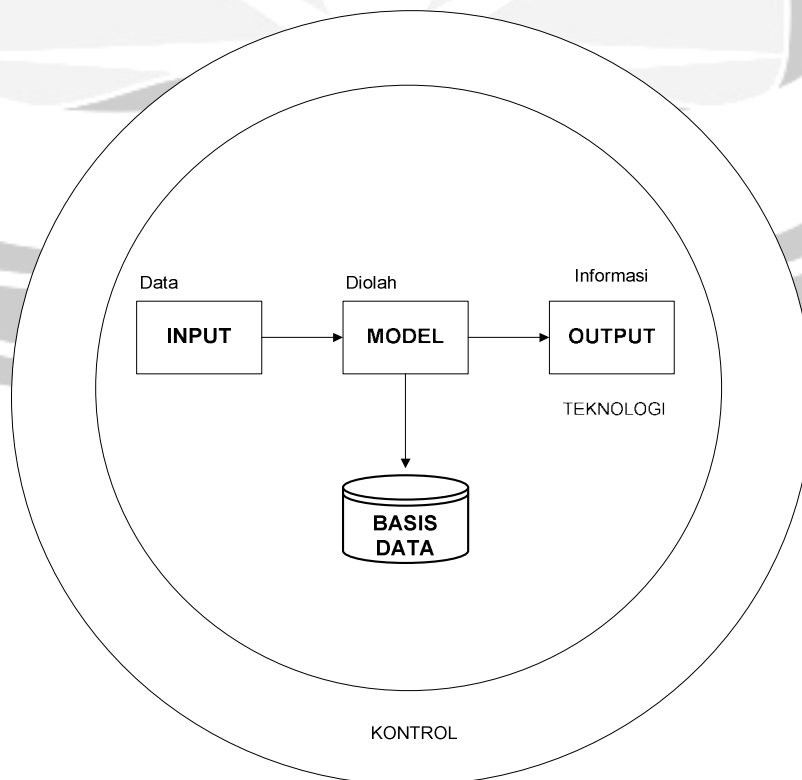 Data
Diolah
Informasi
INPUT
MODEL
OUTPUT
TEKNOLOGI
BASIS
DATA
KONTROL